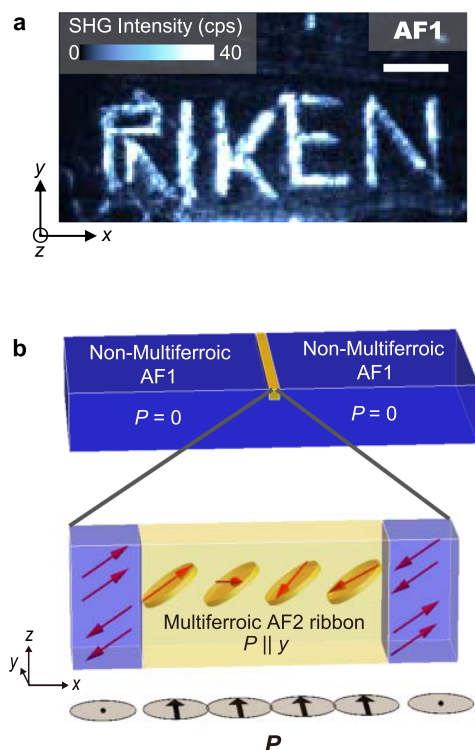 a
SHG Intensity (cps)
0 40
AF1
RIKEN
y
z x
b
Non-Multiferroic
AF1
P = 0
Non-Multiferroic
AF1
P = 0
Multiferroic AF2 ribbon
P || y
z
y
x
P